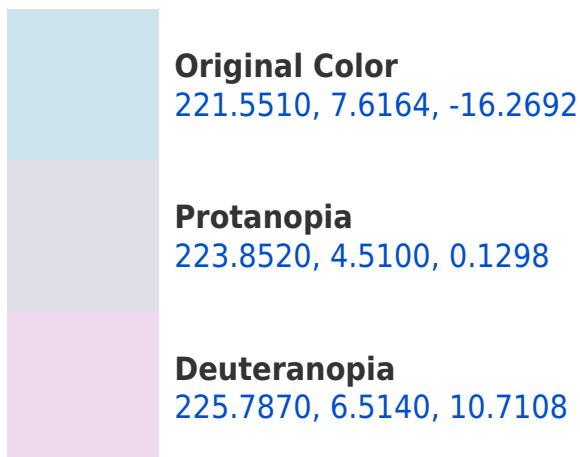 Original Color
221.5510, 7.6164, -16.2692
Protanopia
223.8520, 4.5100, 0.1298
Deuteranopia
225.7870, 6.5140, 10.7108